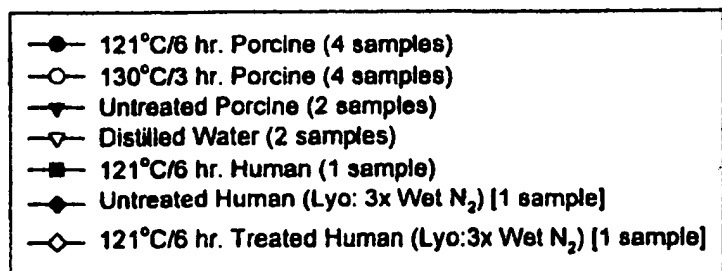 121°C/6 hr. Porcine (4 samples)
130°C/3 hr. Porcine (4 samples)
Untreated Porcine (2 samples)
Distilled Water (2 samples)
121°C/6 hr. Human (1 sample)
Untreated Human (Lyo: 3x Wet N₂) [1 sample]
121°C/6 hr. Treated Human (Lyo:3x Wet N₂) [1 sample]